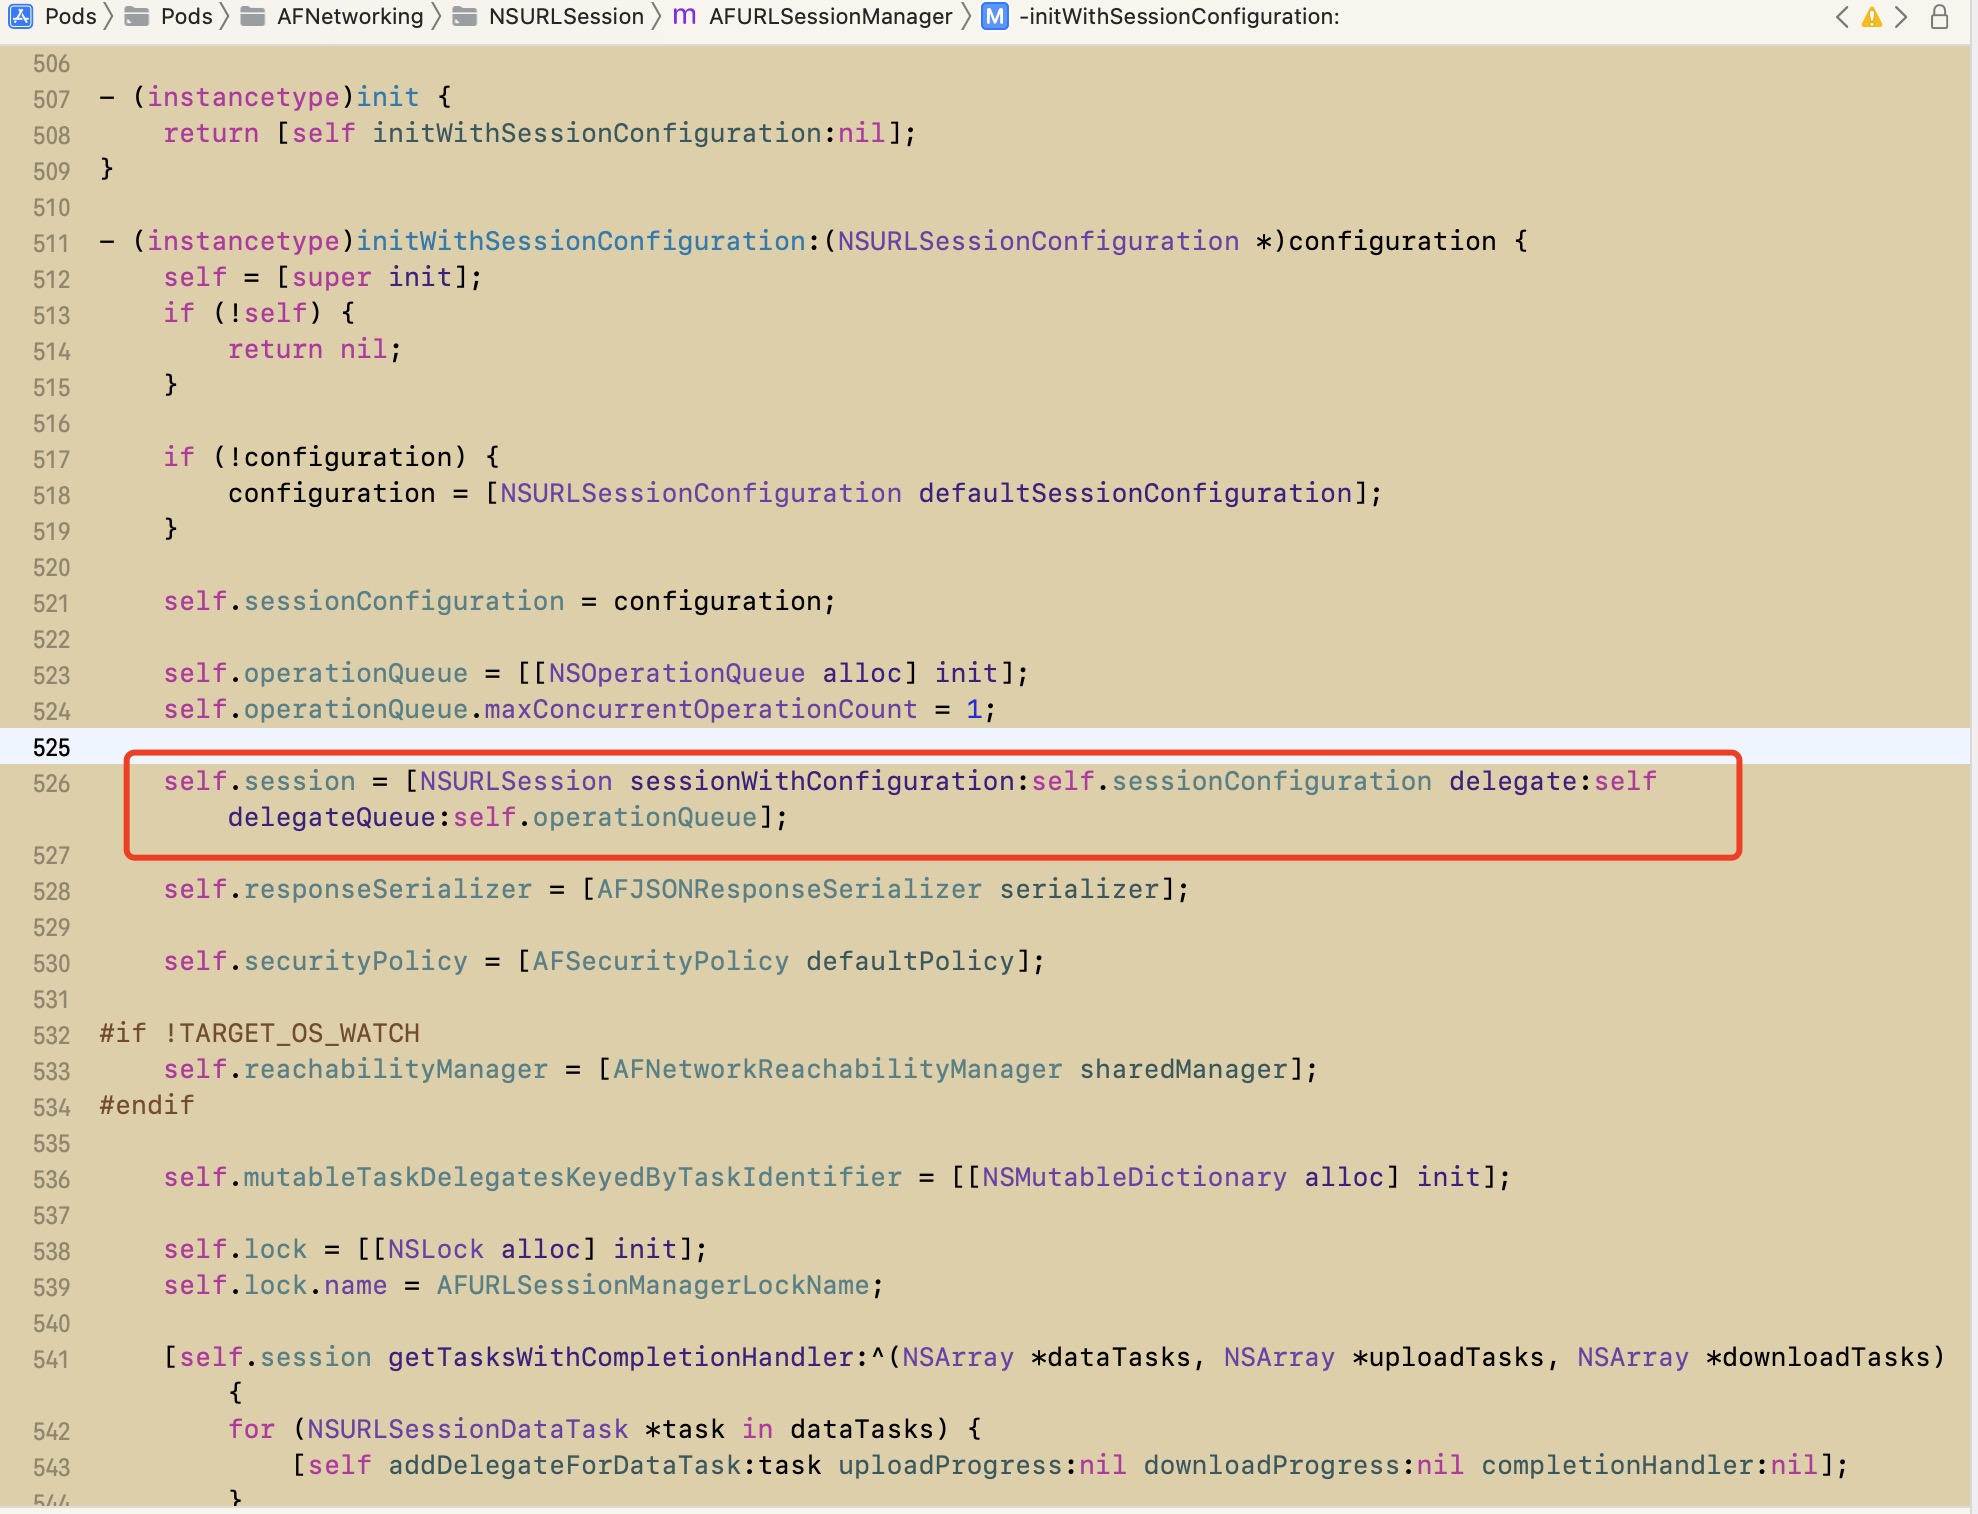 Pods > Pods > AFNetworking > NSURLSession > m AFURLSessionManager > M -initWithSessionConfiguration:
506
507 - (instancetype)init {
508     return [self initWithSessionConfiguration:nil];
509 }
510
511 - (instancetype)initWithSessionConfiguration:(NSURLSessionConfiguration *)configuration {
512     self = [super init];
513     if (!self) {
514         return nil;
515     }
516
517     if (!configuration) {
518         configuration = [NSURLSessionConfiguration defaultSessionConfiguration];
519     }
520
521     self.sessionConfiguration = configuration;
522
523     self.operationQueue = [[NSOperationQueue alloc] init];
524     self.operationQueue.maxConcurrentOperationCount = 1;
525
526     self.session = [NSURLSession sessionWithConfiguration:self.sessionConfiguration delegate:self
        delegateQueue:self.operationQueue];
527
528     self.responseSerializer = [AFJSONResponseSerializer serializer];
529
530     self.securityPolicy = [AFSecurityPolicy defaultPolicy];
531
532 #if !TARGET_OS_WATCH
533     self.reachabilityManager = [AFNetworkReachabilityManager sharedManager];
534 #endif
535
536     self.mutableTaskDelegatesKeyedByTaskIdentifier = [[NSMutableDictionary alloc] init];
537
538     self.lock = [[NSLock alloc] init];
539     self.lock.name = AFURLSessionManagerLockName;
540
541     [self.session getTasksWithCompletionHandler:^(NSArray *dataTasks, NSArray *uploadTasks, NSArray *downloadTasks)
        {
542         for (NSURLSessionDataTask *task in dataTasks) {
543             [self addDelegateForDataTask:task uploadProgress:nil downloadProgress:nil completionHandler:nil];
544         }